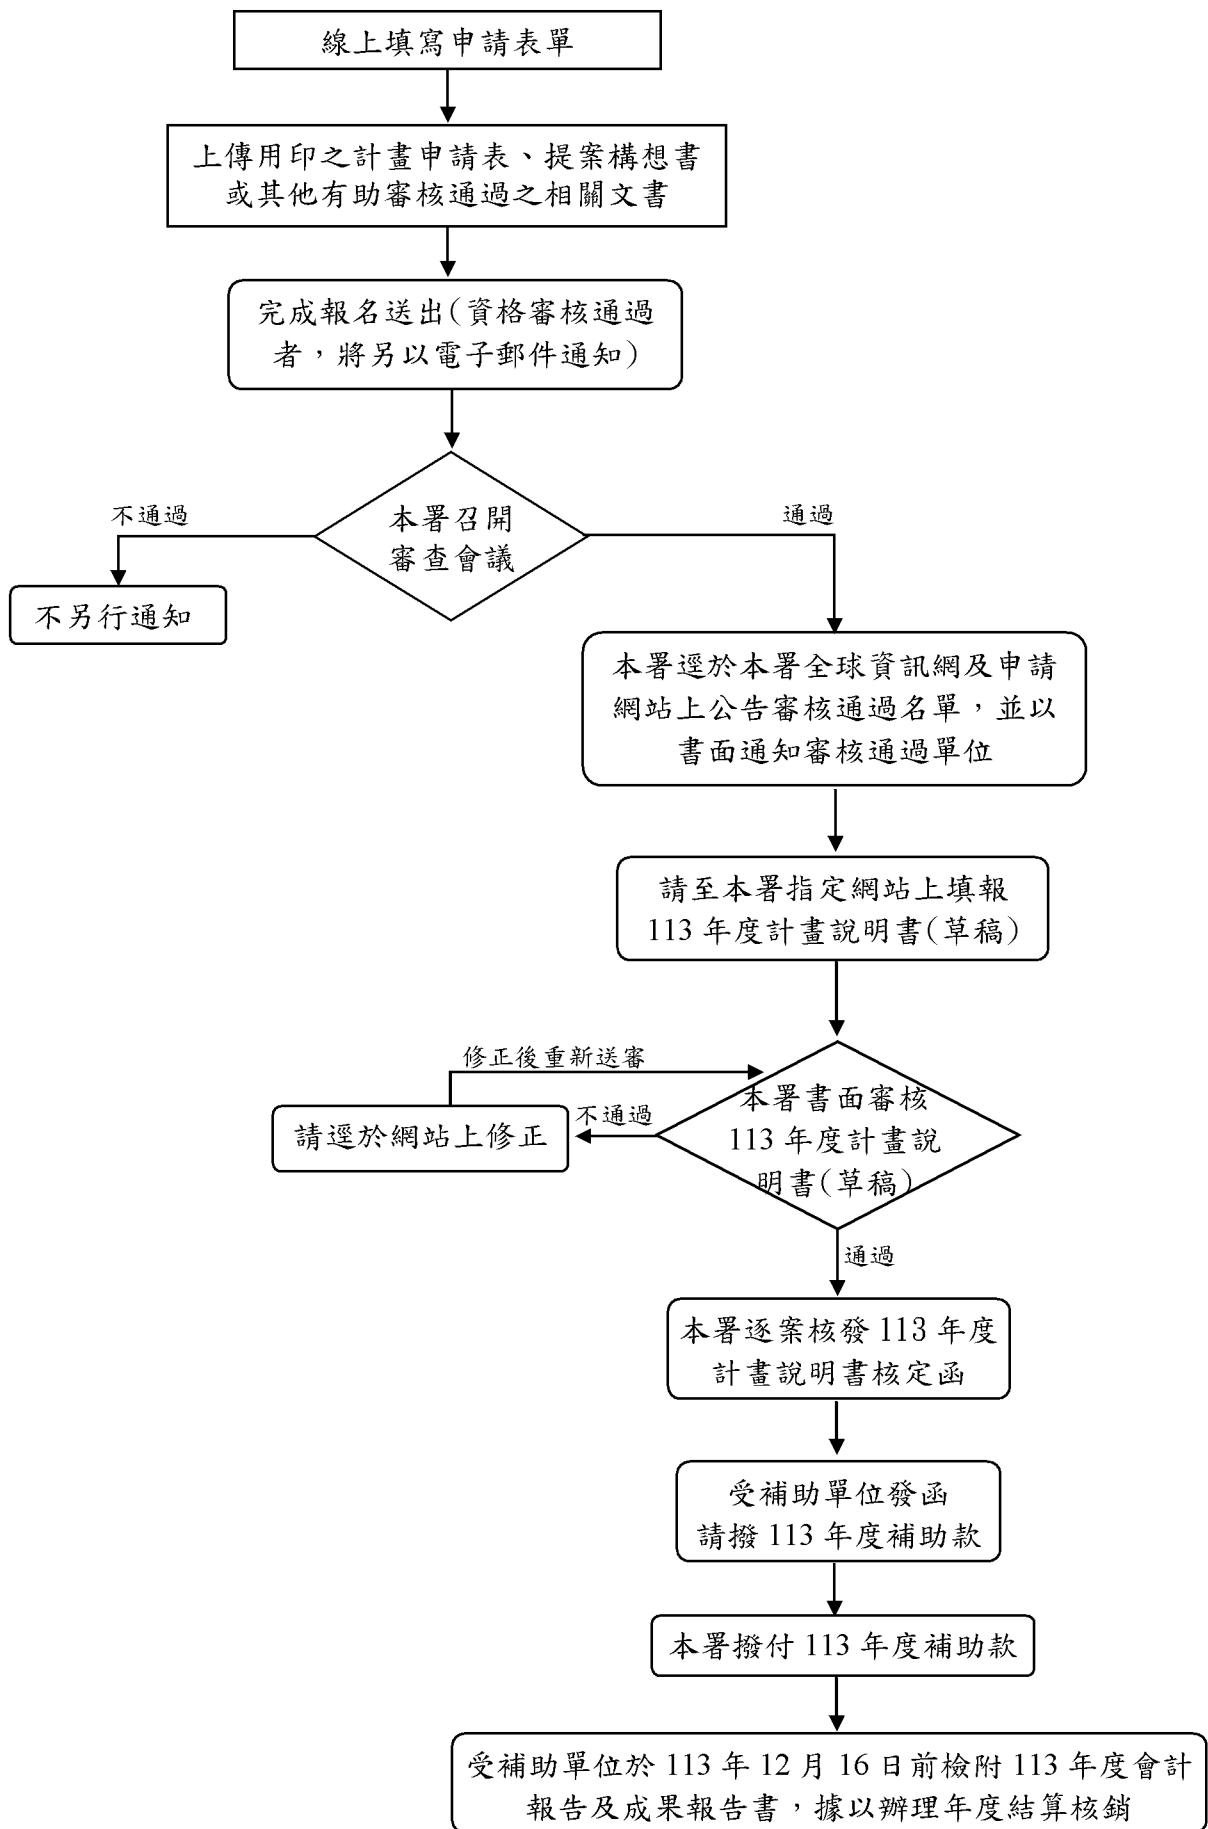 線上填寫申請表單
上傳用印之計畫申請表、提案構想書
或其他有助審核通過之相關文書
完成報名送出(資格審核通過
者，將另以電子郵件通知)
不通過
本署召開
審查會議
通過
不另行通知
本署逕於本署全球資訊網及申請
網站上公告審核通過名單，並以
書面通知審核通過單位
請至本署指定網站上填報
113 年度計畫說明書(草稿)
修正後重新送審
請逕於網站上修正
不通過
本署書面審核
113 年度計畫說
明書(草稿)
通過
本署逐案核發 113 年度
計畫說明書核定函
受補助單位發函
請撥 113 年度補助款
本署撥付 113 年度補助款
受補助單位於 113 年 12 月 16 日前檢附 113 年度會計
報告及成果報告書，據以辦理年度結算核銷